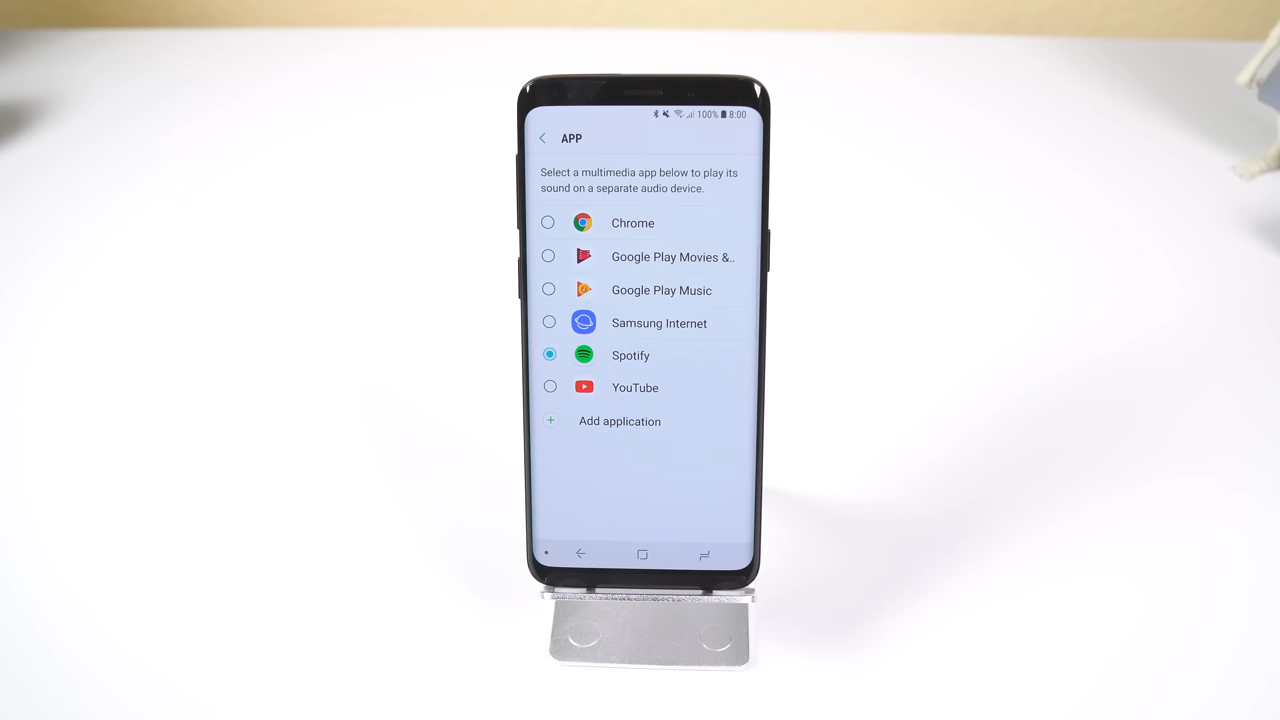 100% 8:00
APP
Select a multimedia app below to play its
sound on a separate audio device.
Chrome
Google Play Movies &..
Google Play Music
Samsung Internet
Spotify
YouTube
Add application